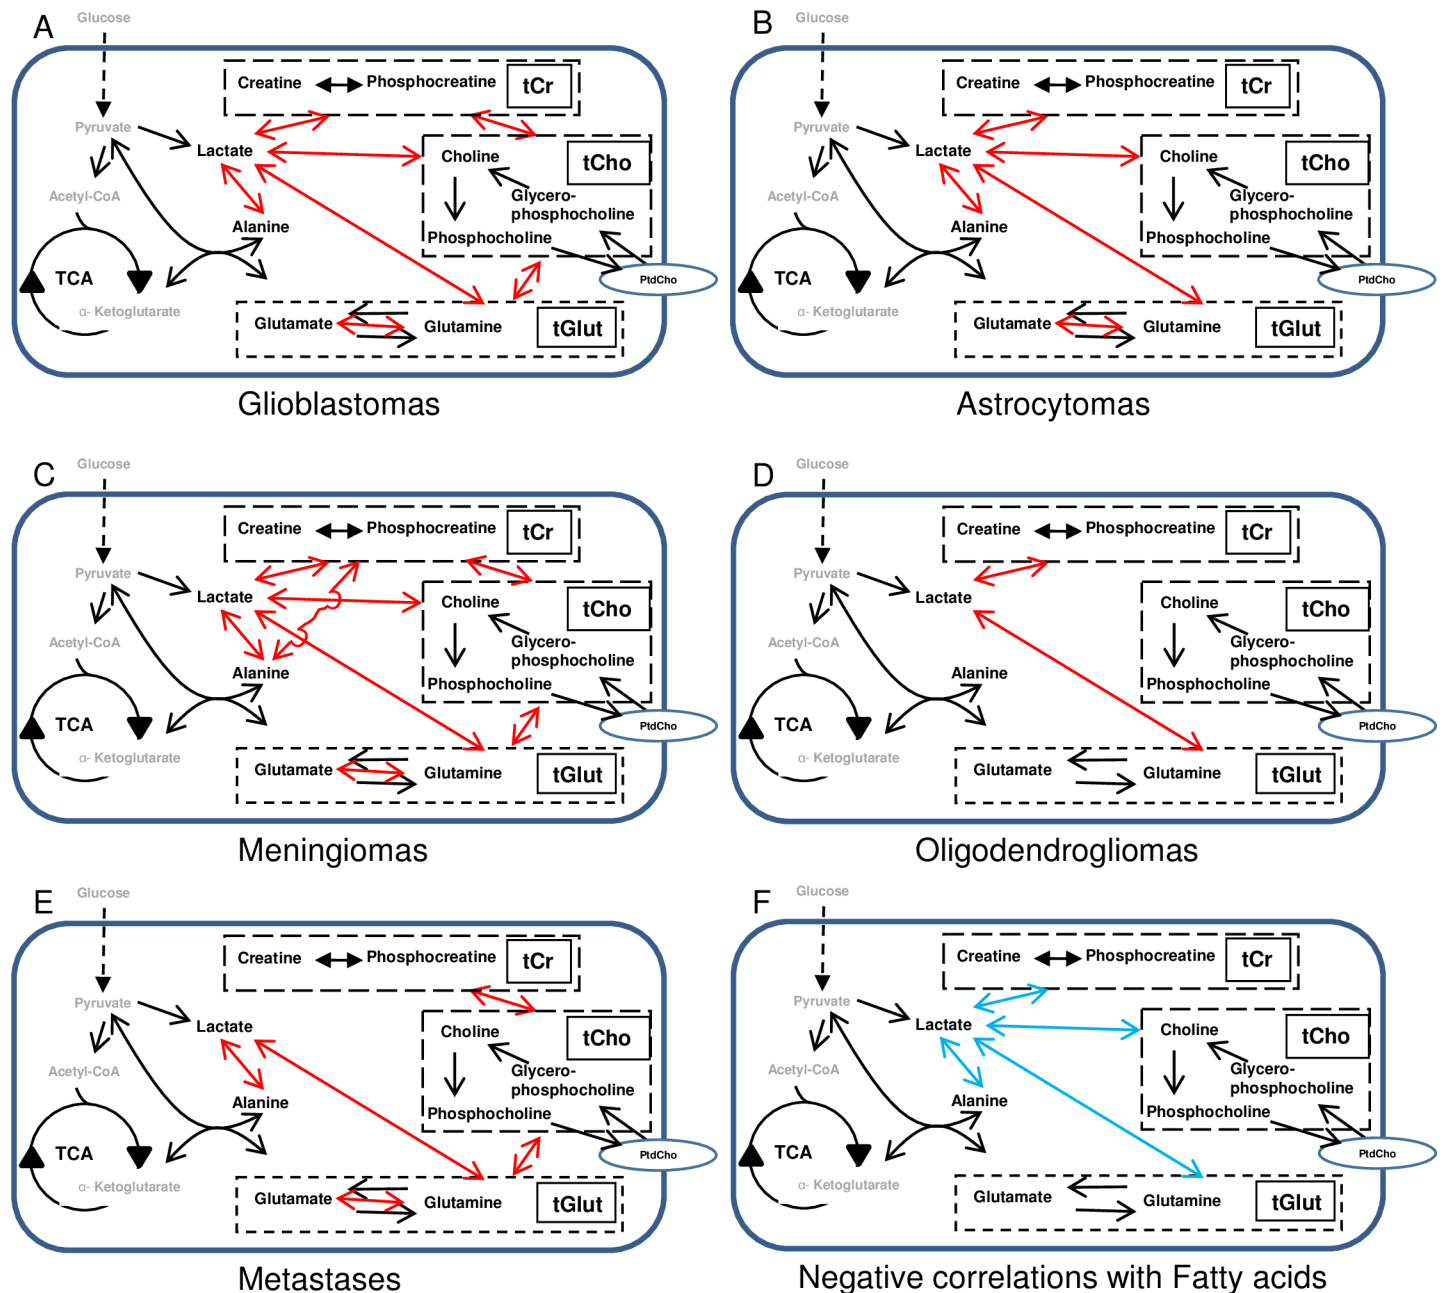 A
Glucose
Creatine
Phosphocreatine
tCr
Pyruvate
Lactate
Choline
tCho
Acetyl-CoA
Glycero-
phosphocholine
Alanine
Phosphocholine
TCA
PtdCho
α- Ketoglutarate
Glutamate
Glutamine
tGlut
Glioblastomas
B
Glucose
Creatine
Phosphocreatine
tCr
Pyruvate
Lactate
Choline
tCho
Acetyl-CoA
Glycero-
phosphocholine
Alanine
Phosphocholine
TCA
PtdCho
α- Ketoglutarate
Glutamate
Glutamine
tGlut
Astrocytomas
C
Glucose
Creatine
Phosphocreatine
tCr
Pyruvate
Lactate
Choline
tCho
Acetyl-CoA
Glycero-
phosphocholine
Alanine
Phosphocholine
TCA
PtdCho
α- Ketoglutarate
Glutamate
Glutamine
tGlut
Meningiomas
D
Glucose
Creatine
Phosphocreatine
tCr
Pyruvate
Lactate
Choline
tCho
Acetyl-CoA
Glycero-
phosphocholine
Alanine
Phosphocholine
TCA
PtdCho
α- Ketoglutarate
Glutamate
Glutamine
tGlut
Oligodendrogliomas
E
Glucose
Creatine
Phosphocreatine
tCr
Pyruvate
Lactate
Choline
tCho
Acetyl-CoA
Glycero-
phosphocholine
Alanine
Phosphocholine
TCA
PtdCho
α- Ketoglutarate
Glutamate
Glutamine
tGlut
Metastases
F
Glucose
Creatine
Phosphocreatine
tCr
Pyruvate
Lactate
Choline
tCho
Acetyl-CoA
Glycero-
phosphocholine
Alanine
Phosphocholine
TCA
PtdCho
α- Ketoglutarate
Glutamate
Glutamine
tGlut
Negative correlations with Fatty acids